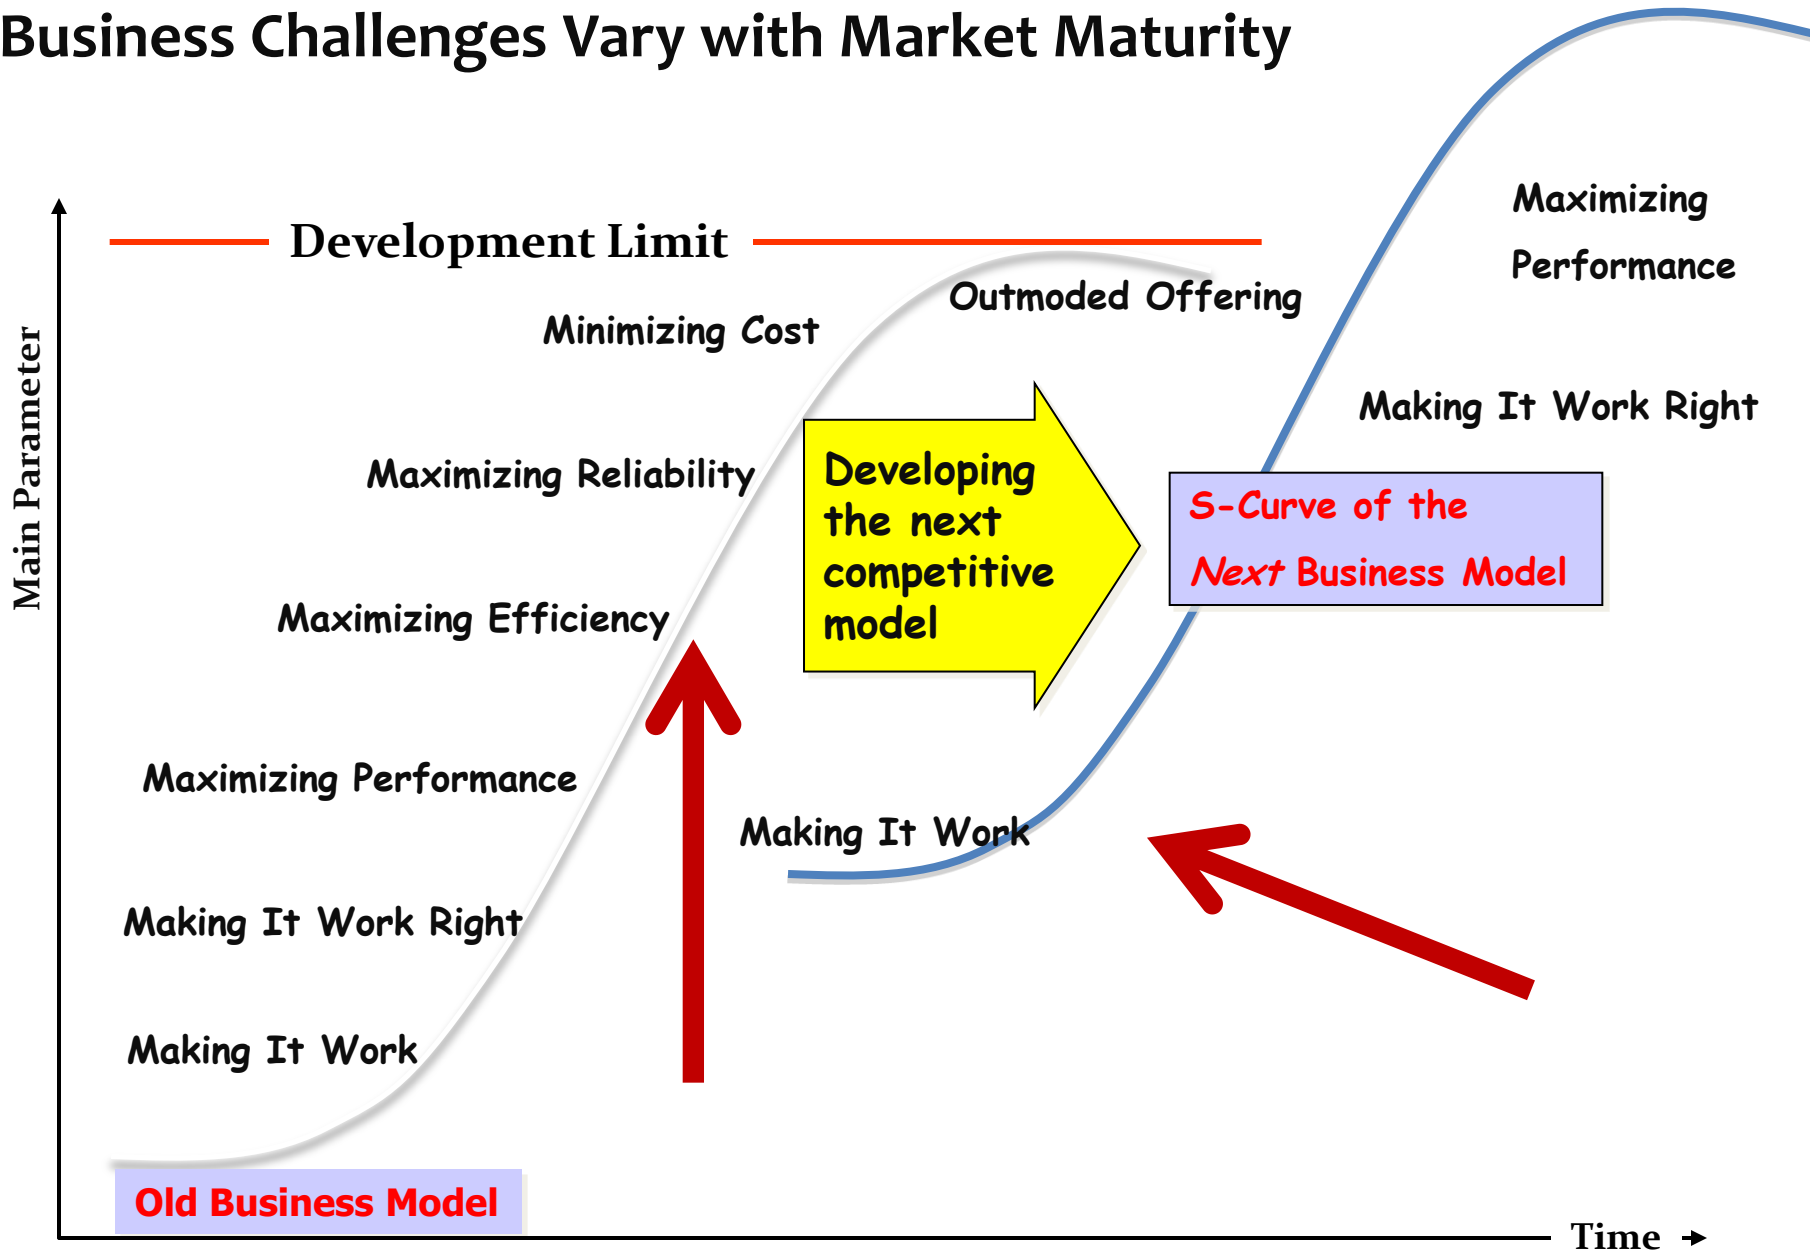 Business Challenges Vary with Market Maturity
Development Limit
Main Parameter
Minimizing Cost
Outmoded Offering
Maximizing Reliability
Maximizing Efficiency
Maximizing Performance
Making It Work Right
Making It Work
Old Business Model
Developing
the next
competitive
model
Maximizing
Performance
Making It Work Right
S-Curve of the
Next Business Model
Making It Work
Time